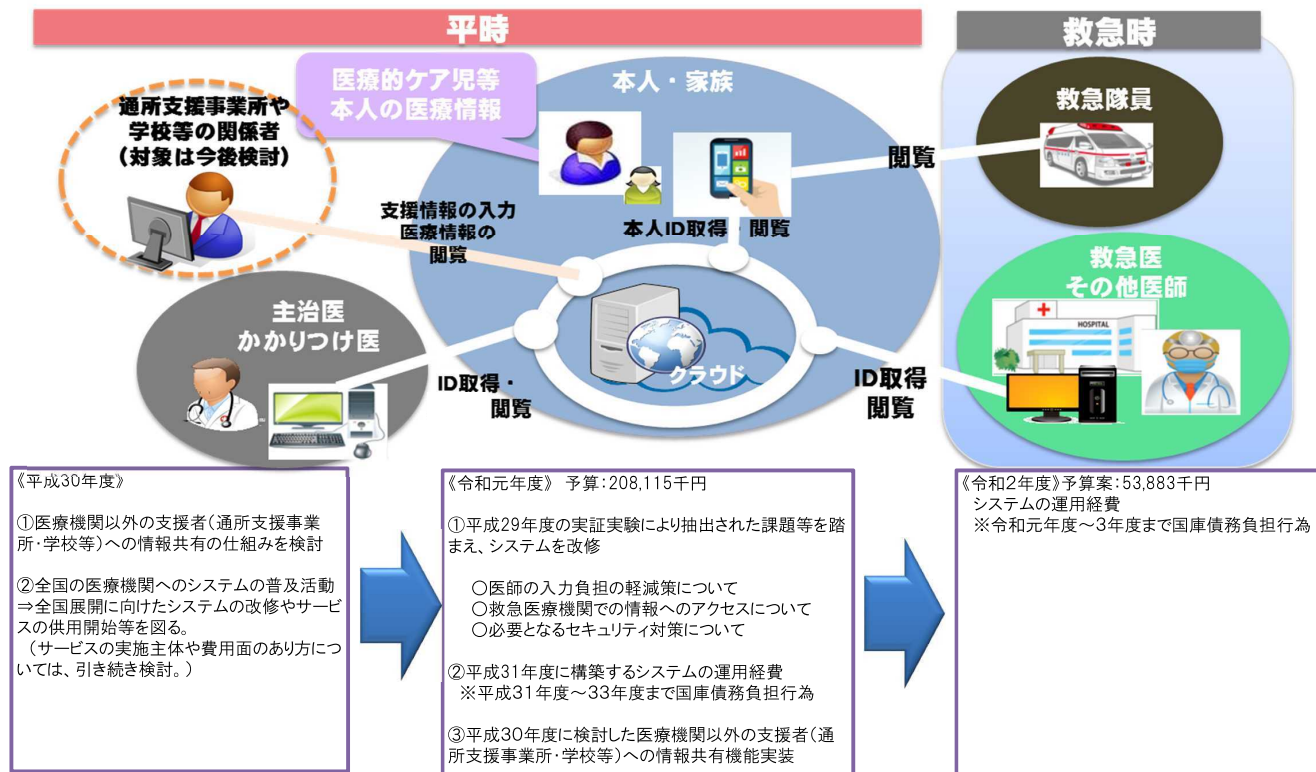 平時
救急時
医療的ケア児等
本人の医療情報
本人・家族
通所支援事業所や
学校等の関係者
(対象は今後検討)
救急隊員
閲覧
支援情報の入力
医療情報の
閲覧
本人ID取得・閲覧
主治医
かかりつけ医
救急医
その他医師
HOSPITAL
クラウド
ID取得・
閲覧
ID取得
閲覧
《平成30年度》
①医療機関以外の支援者(通所支援事業
所・学校等)への情報共有の仕組みを検討
②全国の医療機関へのシステムの普及活動
⇒全国展開に向けたシステムの改修やサービ
スの供用開始等を図る。
(サービスの実施主体や費用面のあり方につ
いては、引き続き検討。)
《令和元年度》 予算:208,115千円
①平成29年度の実証実験により抽出された課題等を踏
まえ、システムを改修
○医師の入力負担の軽減策について
○救急医療機関での情報へのアクセスについて
○必要となるセキュリティ対策について
②平成31年度に構築するシステムの運用経費
※平成31年度~33年度まで国庫債務負担行為
③平成30年度に検討した医療機関以外の支援者(通
所支援事業所・学校等)への情報共有機能実装
《令和2年度》予算案:53,883千円
システムの運用経費
※令和元年度~3年度まで国庫債務負担行為